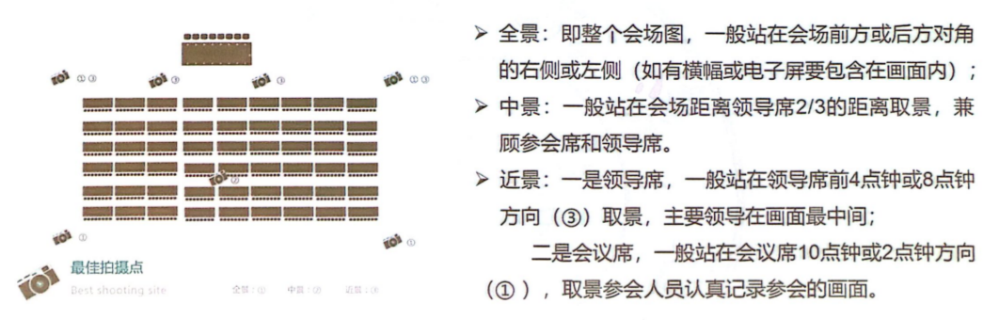 ①③
③
③
①③
②
①
①
最佳拍摄点
Best shooting site
全景:① 中景:② 近景:③
➢ 全景：即整个会场图，一般站在会场前方或后方对角
的右侧或左侧（如有横幅或电子屏要包含在画面内）；
➢ 中景：一般站在会场距离领导席2/3的距离取景，兼
顾参会席和领导席。
➢ 近景：一是领导席，一般站在领导席前4点钟或8点钟
方向（③）取景，主要领导在画面最中间；
二是会议席，一般站在会议席10点钟或2点钟方向
（①），取景参会人员认真记录参会的画面。